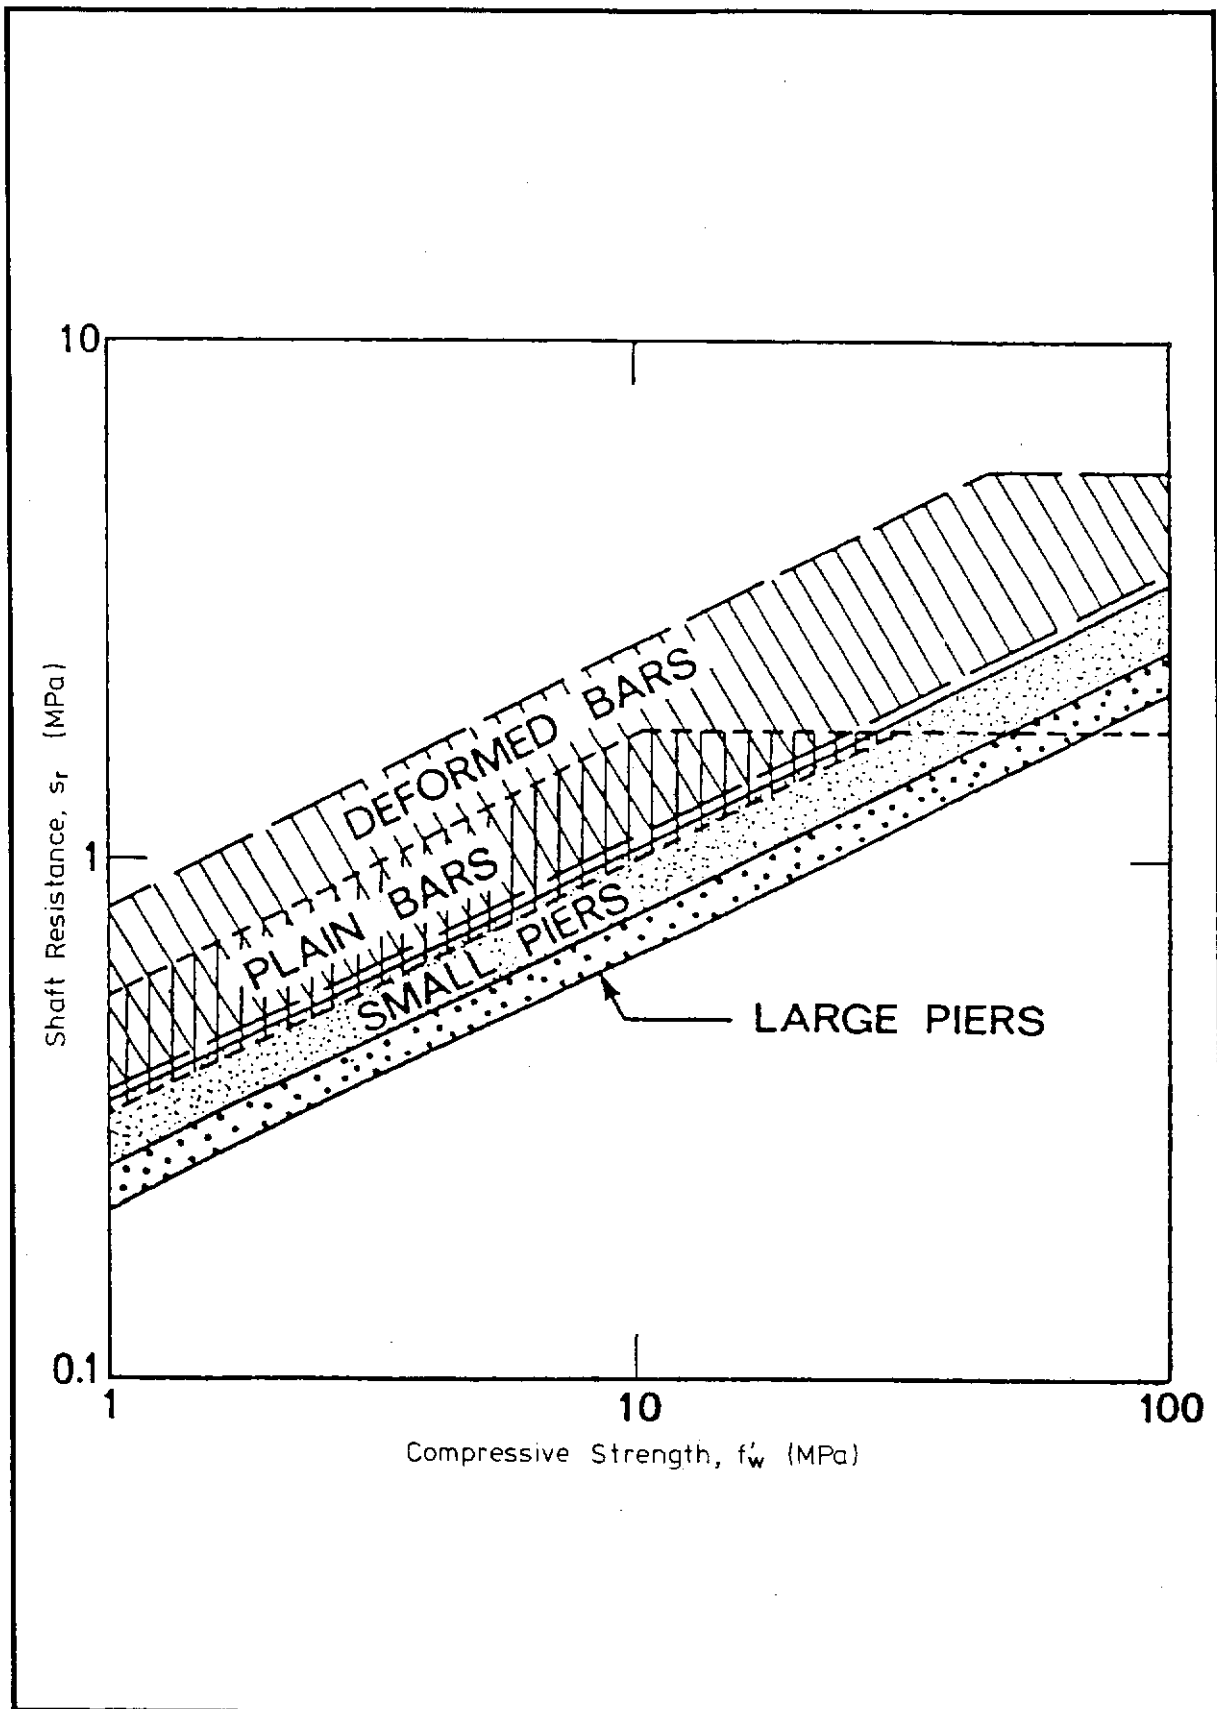 10
1
0.1
Shaft Resistance, sr (MPa)
DEFORMED BARS
PLAIN BARS
SMALL PIERS
LARGE PIERS
1
10
100
Compressive Strength, f'w (MPa)